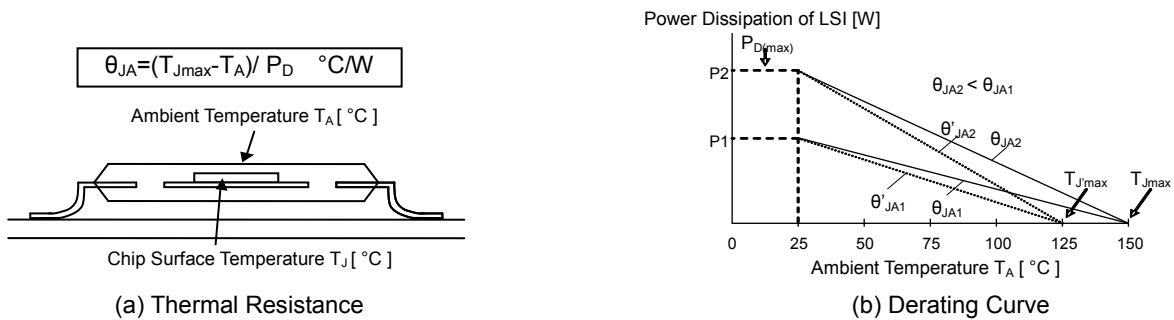 θJA=(TJmax-TA)/ PD °C/W
Ambient Temperature TA [ °C ]
Chip Surface Temperature TJ [ °C ]
(a) Thermal Resistance
Power Dissipation of LSI [W]
PD(max)
P2
θJA2 < θJA1
θ'JA2
θJA2
P1
TJ'max
TJmax
θ'JA1
θJA1
0 25 50 75 100 125 150
Ambient Temperature TA [ °C ]
(b) Derating Curve